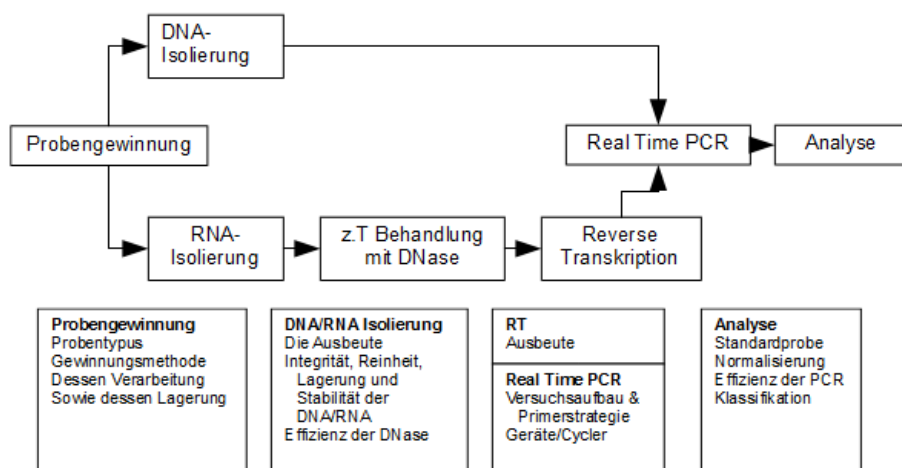 DNA-
Isolierung
Probengewinnung
Real Time PCR
Analyse
RNA-
Isolierung
z.T Behandlung
mit DNase
Reverse
Transkription
Probengewinnung
Probentypus
Gewinnungsmethode
Dessen Verarbeitung
Sowie dessen Lagerung
DNA/RNA Isolierung
Die Ausbeute
Integrität, Reinheit,
Lagerung und
Stabilität der
DNA/RNA
Effizienz der DNase
RT
Ausbeute
Real Time PCR
Versuchsaufbau &
Primerstrategie
Geräte/Cycler
Analyse
Standardprobe
Normalisierung
Effizienz der PCR
Klassifikation